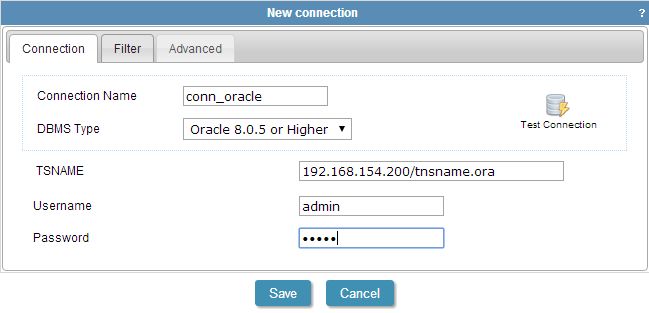 New connection ?
Connection Filter Advanced
Connection Name conn_oracle
DBMS Type Oracle 8.0.5 or Higher
Test Connection
TSNAME 192.168.154.200/tnsname.ora
Username admin
Password •••••
Save Cancel